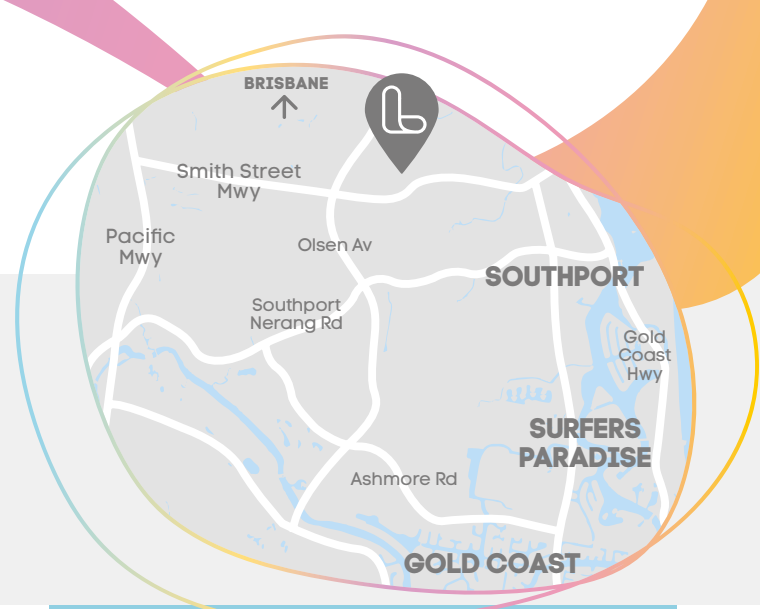 BRISBANE
Smith Street
Mwy
Pacific
Mwy
Olsen Av
SOUTHPORT
Southport
Nerang Rd
Gold
Coast
Hwy
SURFERS
PARADISE
Ashmore Rd
GOLD COAST